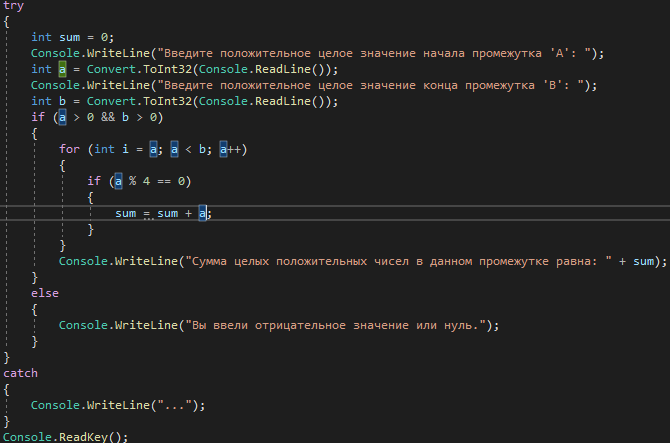 try
{
int sum = 0;
Console.WriteLine("Введите положительное целое значение начала промежутка 'A': ");
int a = Convert.ToInt32(Console.ReadLine());
Console.WriteLine("Введите положительное целое значение конца промежутка 'B': ");
int b = Convert.ToInt32(Console.ReadLine());
if (a > 0 && b > 0)
{
for (int i = a; a < b; a++)
{
if (a % 4 == 0)
{
sum = sum + a;
}
}
Console.WriteLine("Сумма целых положительных чисел в данном промежутке равна: " + sum);
}
else
{
Console.WriteLine("Вы ввели отрицательное значение или нуль.");
}
}
catch
{
Console.WriteLine("...");
}
Console.ReadKey();